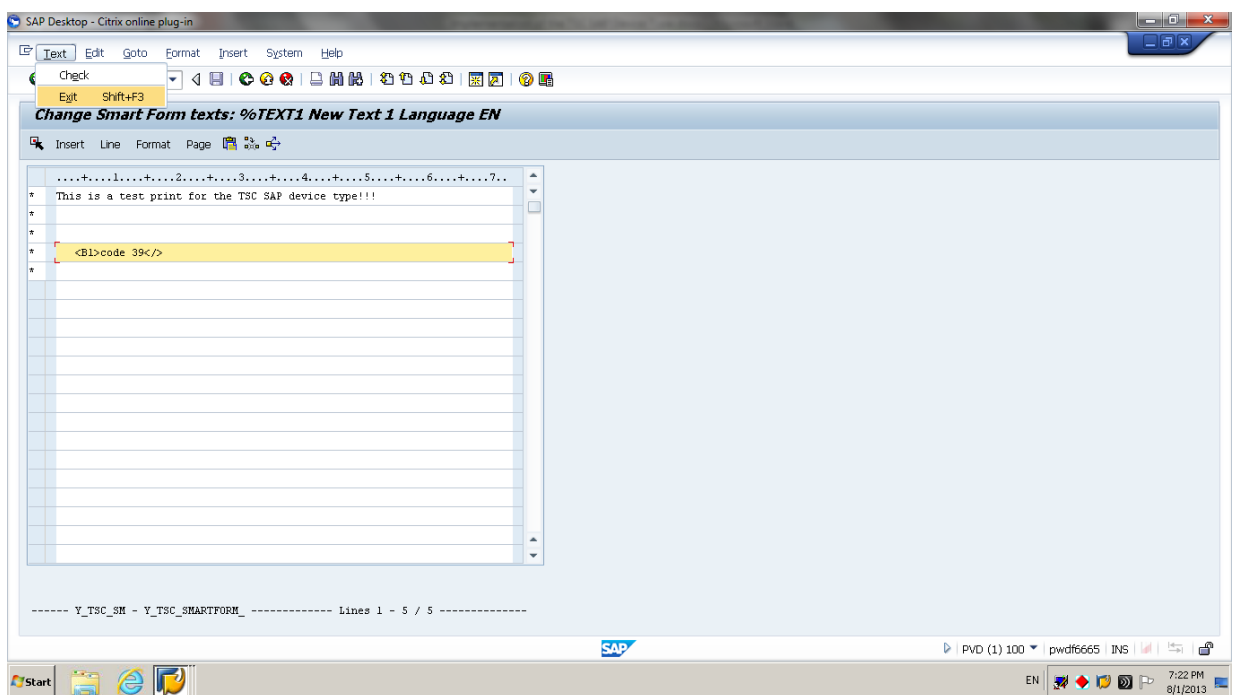 SAP Desktop - Citrix online plug-in
Text Edit Goto Format Insert System Help
Check
Exit Shift+F3
Change Smart Form texts: %TEXT1 New Text 1 Language EN
Insert Line Format Page
....+....1....+....2....+....3....+....4....+....5....+....6....+....7..
* This is a test print for the TSC SAP device type!!!
*
*
* <B1>code 39</>
*
------ Y_TSC_SM - Y_TSC_SMARTFORM_ ------------- Lines 1 - 5 / 5 --------------
SAP
PVD (1) 100 pwdf6665 INS
Start
EN
7:22 PM
8/1/2013